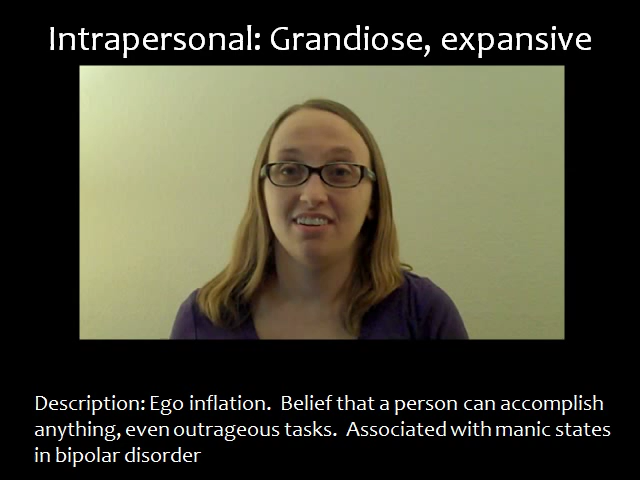 Intrapersonal: Grandiose, expansive
Description: Ego inflation.  Belief that a person can accomplish
anything, even outrageous tasks.  Associated with manic states
in bipolar disorder